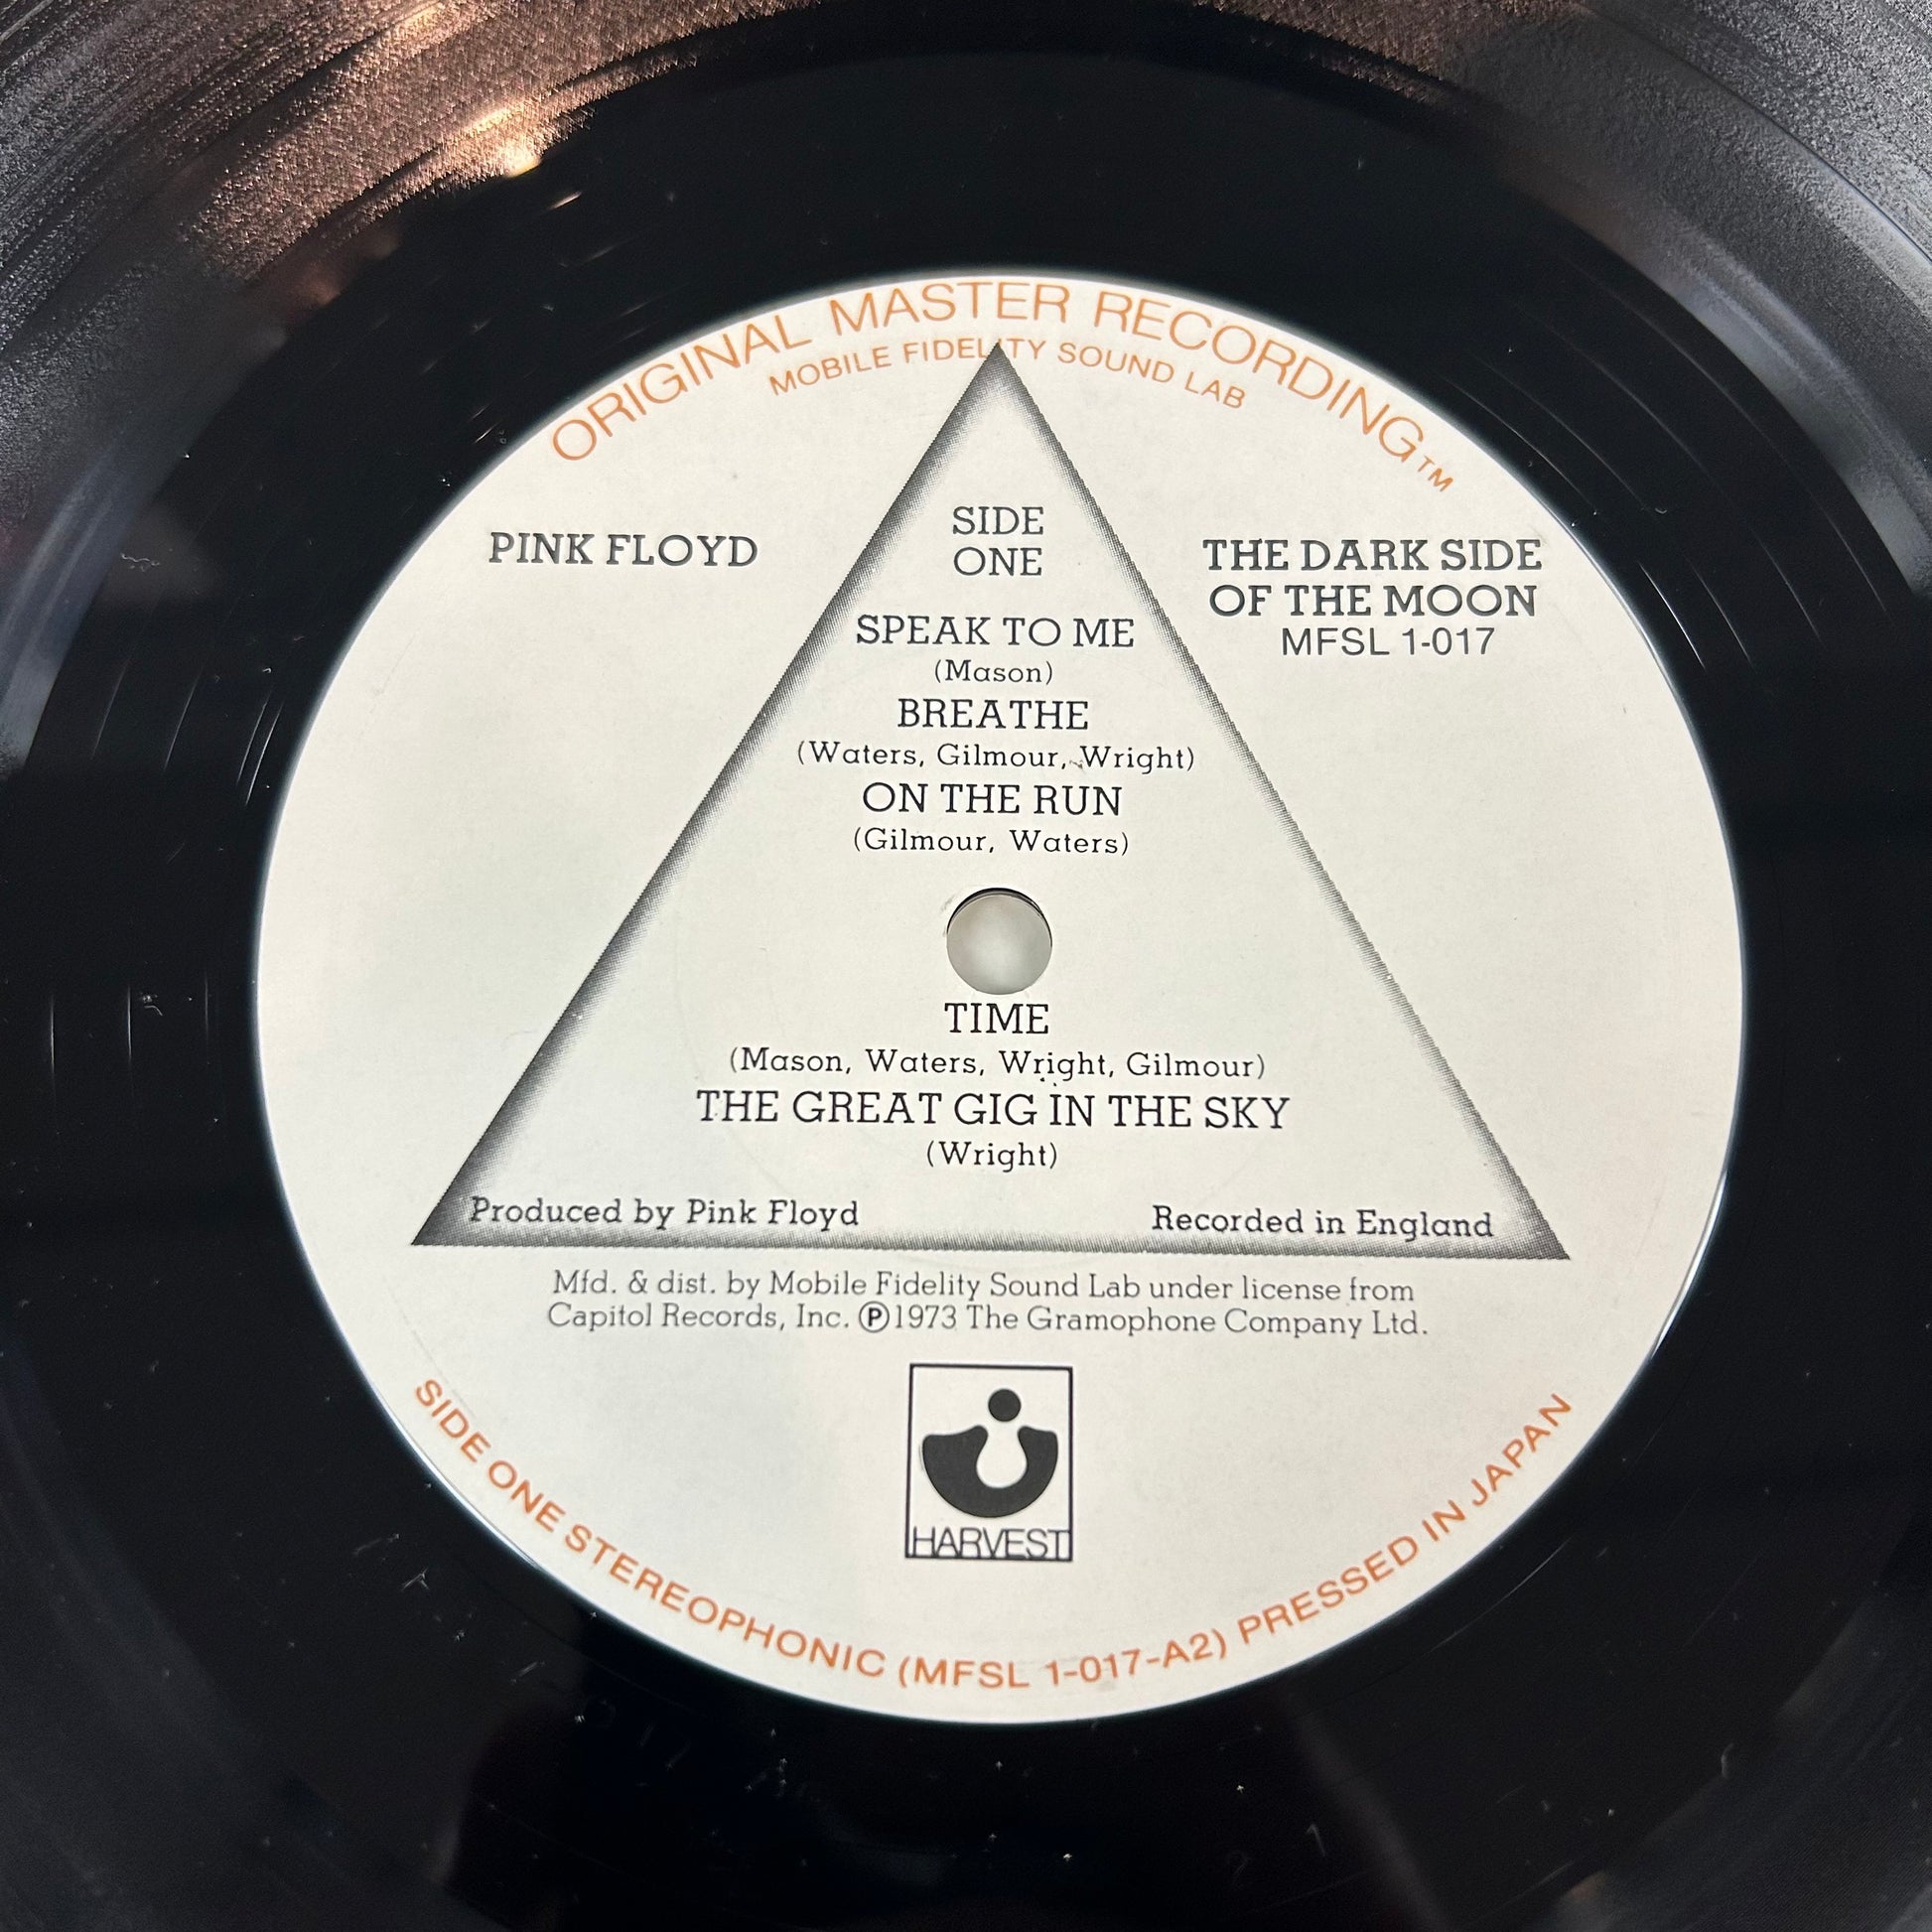 ORIGINAL MASTER RECORDING™
MOBILE FIDELITY SOUND LAB
PINK FLOYD
THE DARK SIDE
OF THE MOON
MFSL 1-017
SIDE
ONE
SPEAK TO ME
(Mason)
BREATHE
(Waters, Gilmour, Wright)
ON THE RUN
(Gilmour, Waters)
TIME
(Mason, Waters, Wright, Gilmour)
THE GREAT GIG IN THE SKY
(Wright)
Produced by Pink Floyd
Recorded in England
Mfd. & dist. by Mobile Fidelity Sound Lab under license from
Capitol Records, Inc. ℗1973 The Gramophone Company Ltd.
HARVEST
SIDE ONE STEREOPHONIC (MFSL 1-017-A2) PRESSED IN JAPAN